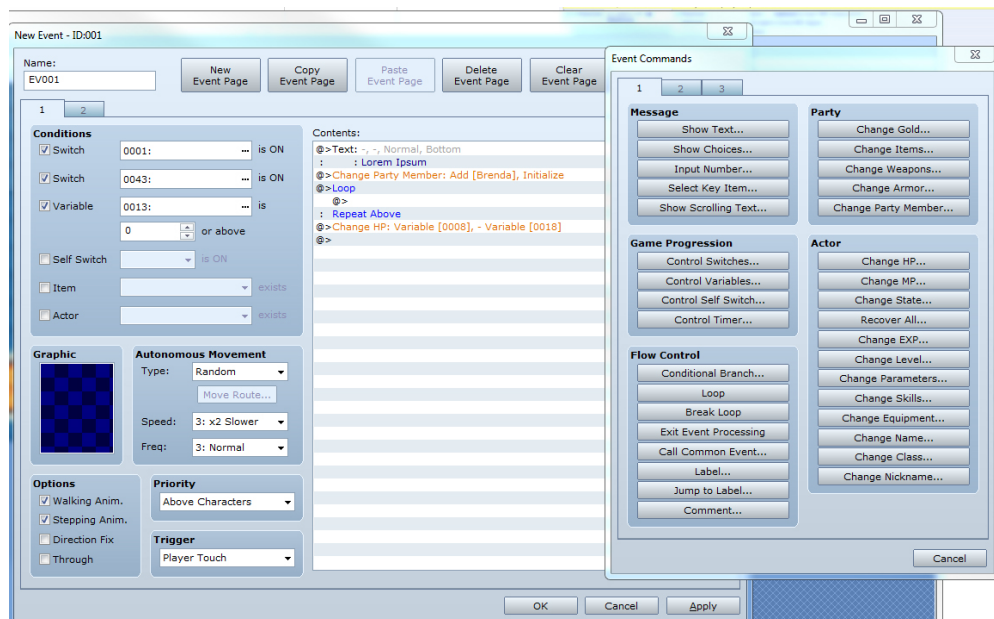 New Event - ID:001
Name:
EV001
New Event Page
Copy Event Page
Paste Event Page
Delete Event Page
Clear Event Page
1 2
Conditions
Switch 0001: ... is ON
Switch 0043: ... is ON
Variable 0013: ... is
0 or above
Self Switch is ON
Item exists
Actor exists
Graphic
Autonomous Movement
Type: Random
Move Route...
Speed: 3: x2 Slower
Freq: 3: Normal
Options
Walking Anim.
Stepping Anim.
Direction Fix
Through
Priority
Above Characters
Trigger
Player Touch
Contents:
@>Text: -, -, Normal, Bottom
: : Lorem Ipsum
@>Change Party Member: Add [Brenda], Initialize
@>Loop
@>
: Repeat Above
@>Change HP: Variable [0008], - Variable [0018]
@>
OK Cancel Apply
Event Commands
1 2 3
Message
Show Text...
Show Choices...
Input Number...
Select Key Item...
Show Scrolling Text...
Game Progression
Control Switches...
Control Variables...
Control Self Switch...
Control Timer...
Flow Control
Conditional Branch...
Loop
Break Loop
Exit Event Processing
Call Common Event...
Label...
Jump to Label...
Comment...
Party
Change Gold...
Change Items...
Change Weapons...
Change Armor...
Change Party Member...
Actor
Change HP...
Change MP...
Change State...
Recover All...
Change EXP...
Change Level...
Change Parameters...
Change Skills...
Change Equipment...
Change Name...
Change Class...
Change Nickname...
Cancel